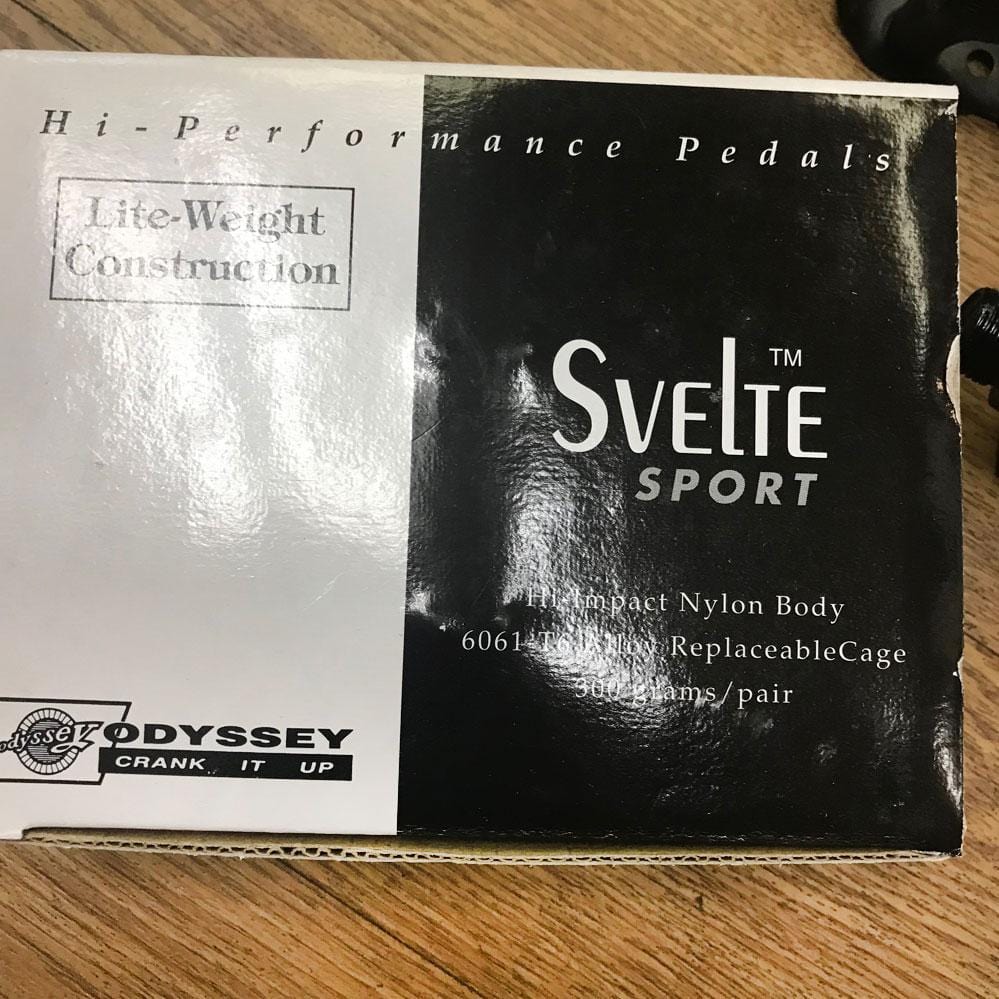 Hi-Performance Pedals
Lite-Weight
Construction
Svelte™
SPORT
Hi-Impact Nylon Body
6061-T6 Alloy ReplaceableCage
300 grams/pair
odyssey
ODYSSEY
CRANK IT UP